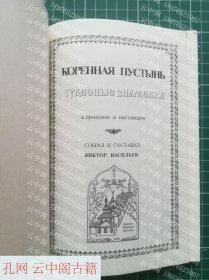 КОРЕННАЯ ПУСТЫНЬ
ЧУДЕСНЫЕ ЗНАМЕНИЯ
в прошлом и настоящем
СОБРАЛ И СОСТАВИЛ
ВИКТОР ВАСИЛЬЕВ
孔网 云中阁古籍